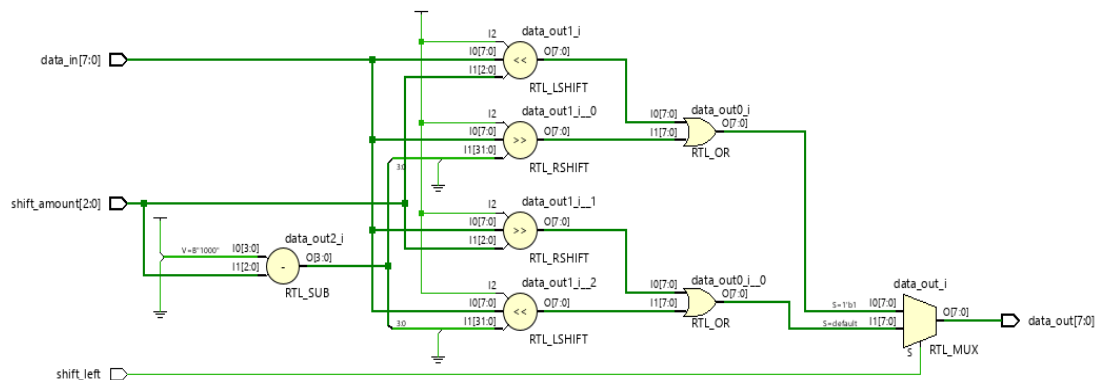 data_out1_i
I2
data_in[7:0]
I0[7:0]
<<
O[7:0]
I1[2:0]
RTL_LSHIFT
data_out1_i__0
data_out0_i
I2
I0[7:0]
O[7:0]
I0[7:0]
>>
O[7:0]
I1[7:0]
I1[31:0]
RTL_OR
3:0
RTL_RSHIFT
shift_amount[2:0]
data_out1_i__1
I2
I0[7:0]
>>
O[7:0]
data_out2_i
I1[2:0]
V=B"1000"
I0[3:0]
-
O[3:0]
I1[2:0]
RTL_RSHIFT
data_out0_i__0
RTL_SUB
data_out1_i__2
I2
I0[7:0]
O[7:0]
I0[7:0]
<<
O[7:0]
I1[7:0]
I1[31:0]
3:0
RTL_OR
RTL_LSHIFT
data_out_i
S=1'b1
I0[7:0]
O[7:0]
S=default
I1[7:0]
data_out[7:0]
S
RTL_MUX
shift_left